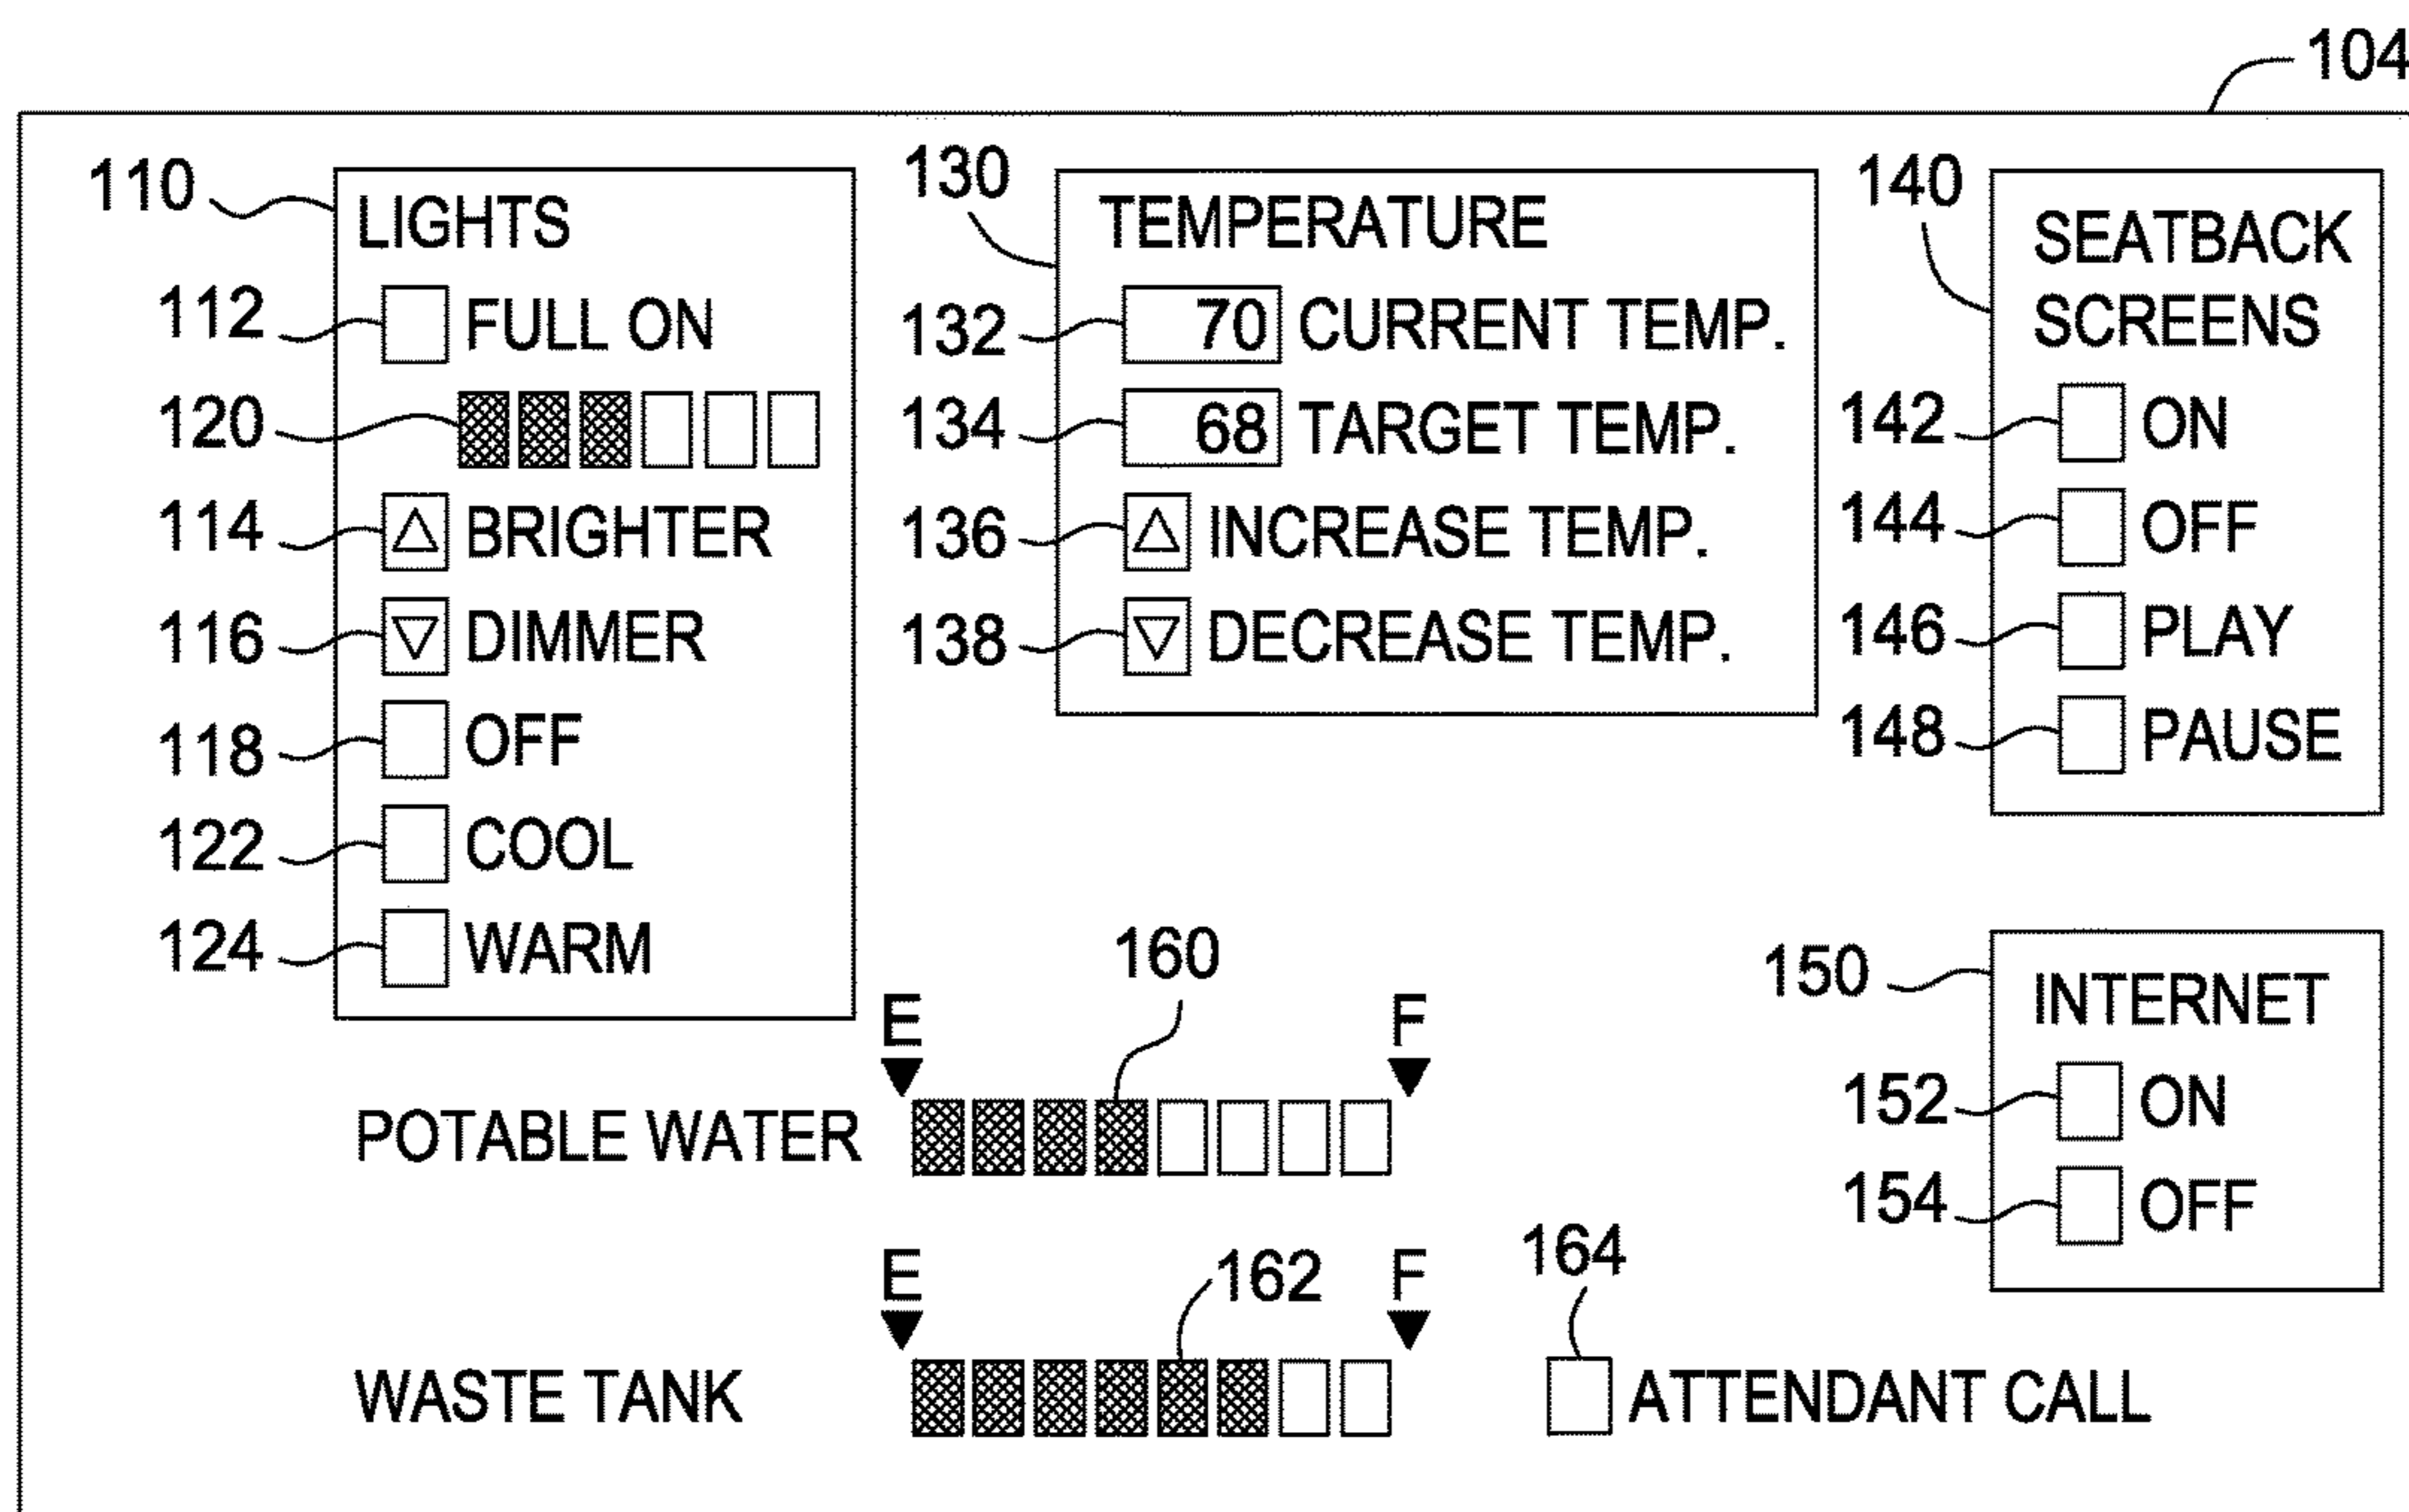 104
110
LIGHTS
112
FULL ON
120
114
BRIGHTER
116
DIMMER
118
OFF
122
COOL
124
WARM
130
TEMPERATURE
132
70 CURRENT TEMP.
134
68 TARGET TEMP.
136
INCREASE TEMP.
138
DECREASE TEMP.
140
SEATBACK
SCREENS
142
ON
144
OFF
146
PLAY
148
PAUSE
150
INTERNET
152
ON
154
OFF
160
E
F
POTABLE WATER
162
E
F
WASTE TANK
164
ATTENDANT CALL